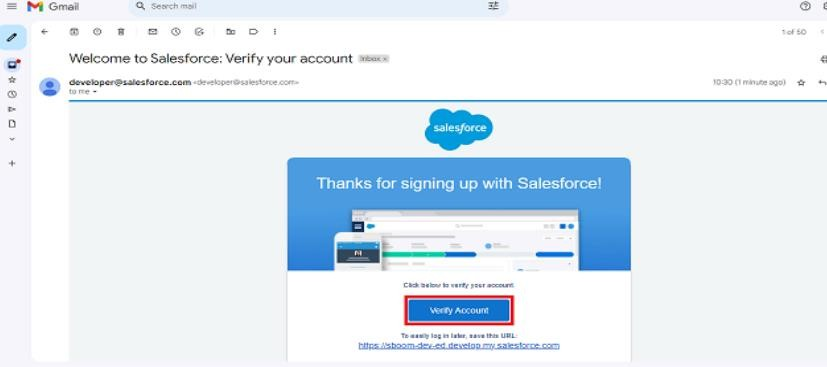 Gmail
Search mail
1 of 50
Welcome to Salesforce: Verify your account
Inbox x
developer@salesforce.com <developer@salesforce.com>
10:30 (1 minute ago)
to me
salesforce
Thanks for signing up with Salesforce!
Click below to verify your account.
Verify Account
To easily log in later, save this URL:
https://sboom-dev-ed.develop.my.salesforce.com